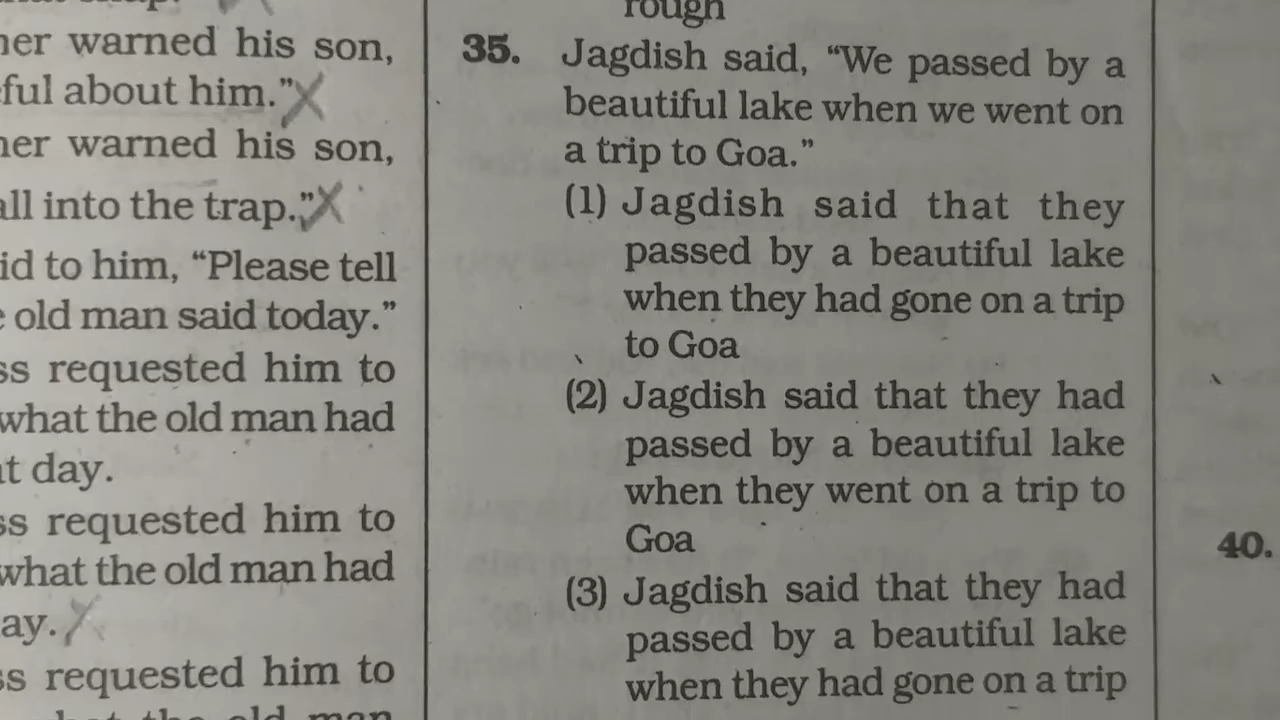 her warned his son,
ful about him."
her warned his son,
all into the trap."
id to him, "Please tell
e old man said today."
ss requested him to
what the old man had
t day.
ss requested him to
what the old man had
ay.
ss requested him to
old man
rough
35. Jagdish said, "We passed by a
beautiful lake when we went on
a trip to Goa."
(1) Jagdish said that they
passed by a beautiful lake
when they had gone on a trip
to Goa
(2) Jagdish said that they had
passed by a beautiful lake
when they went on a trip to
Goa
(3) Jagdish said that they had
passed by a beautiful lake
when they had gone on a trip
40.